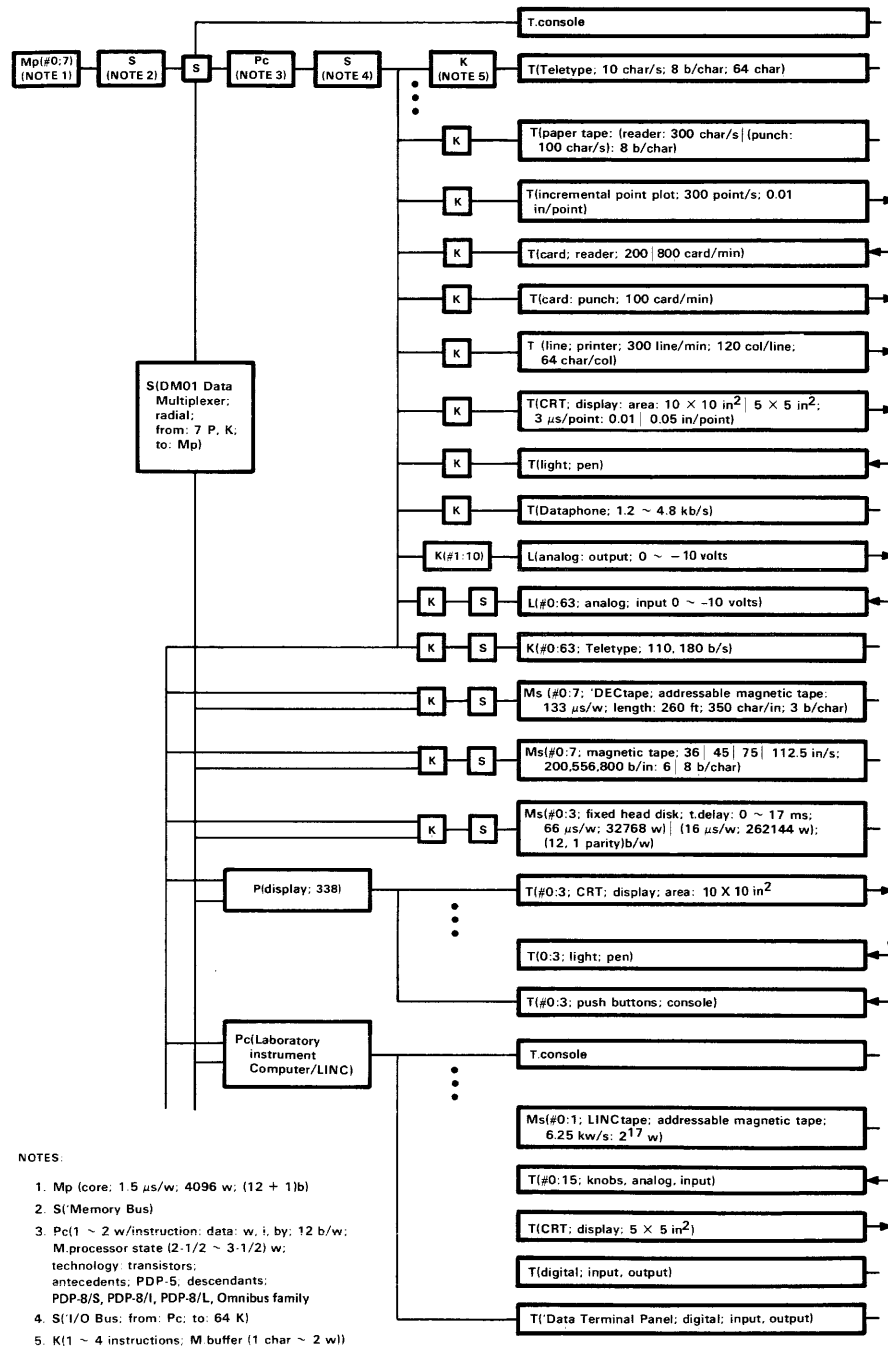 T.console
Mp(#0;7)
(NOTE 1)
S
(NOTE 2)
S
Pc
(NOTE 3)
S
(NOTE 4)
K
(NOTE 5)
T(Teletype; 10 char/s; 8 b/char; 64 char)
K
T(paper tape: (reader: 300 char/s | (punch:
100 char/s): 8 b/char)
K
T(incremental point plot; 300 point/s; 0.01
in/point)
K
T(card; reader; 200 | 800 card/min)
K
T(card: punch; 100 card/min)
K
T (line; printer; 300 line/min; 120 col/line;
64 char/col)
S(DM01 Data
Multiplexer;
radial;
from: 7 P, K;
to: Mp)
K
T(CRT; display: area: 10 × 10 in² | 5 × 5 in²;
3 μs/point: 0.01 | 0.05 in/point)
K
T(light; pen)
K
T(Dataphone; 1.2 ~ 4.8 kb/s)
K(#1:10)
L(analog: output; 0 ~ −10 volts
K
S
L(#0:63; analog; input 0 ~ -10 volts)
K
S
K(#0:63; Teletype; 110, 180 b/s)
K
S
Ms (#0:7; 'DECtape; addressable magnetic tape:
133 μs/w; length: 260 ft; 350 char/in; 3 b/char)
K
S
Ms(#0:7; magnetic tape; 36 | 45 | 75 | 112.5 in/s;
200,556,800 b/in: 6 | 8 b/char)
K
S
Ms(#0:3; fixed head disk; t.delay: 0 ~ 17 ms;
66 μs/w; 32768 w) | (16 μs/w; 262144 w);
(12, 1 parity)b/w)
P(display; 338)
T(#0:3; CRT; display; area: 10 X 10 in²
T(0:3; light; pen)
T(#0:3; push buttons; console)
Pc(Laboratory
instrument
Computer/LINC)
T.console
Ms(#0:1; LINCtape; addressable magnetic tape;
6.25 kw/s: 2¹⁷ w)
T(#0:15; knobs, analog, input)
T(CRT; display; 5 × 5 in²)
T(digital; input, output)
T('Data Terminal Panel; digital; input, output)
NOTES:
1. Mp (core; 1.5 μs/w; 4096 w; (12 + 1)b)
2. S('Memory Bus)
3. Pc(1 ~ 2 w/instruction: data: w, i, by; 12 b/w;
M.processor state (2-1/2 ~ 3-1/2) w;
technology: transistors;
antecedents; PDP-5, descendants;
PDP-8/S, PDP-8/I, PDP-8/L, Omnibus family
4. S('I/O Bus; from: Pc; to: 64 K)
5. K(1 ~ 4 instructions; M.buffer (1 char ~ 2 w))